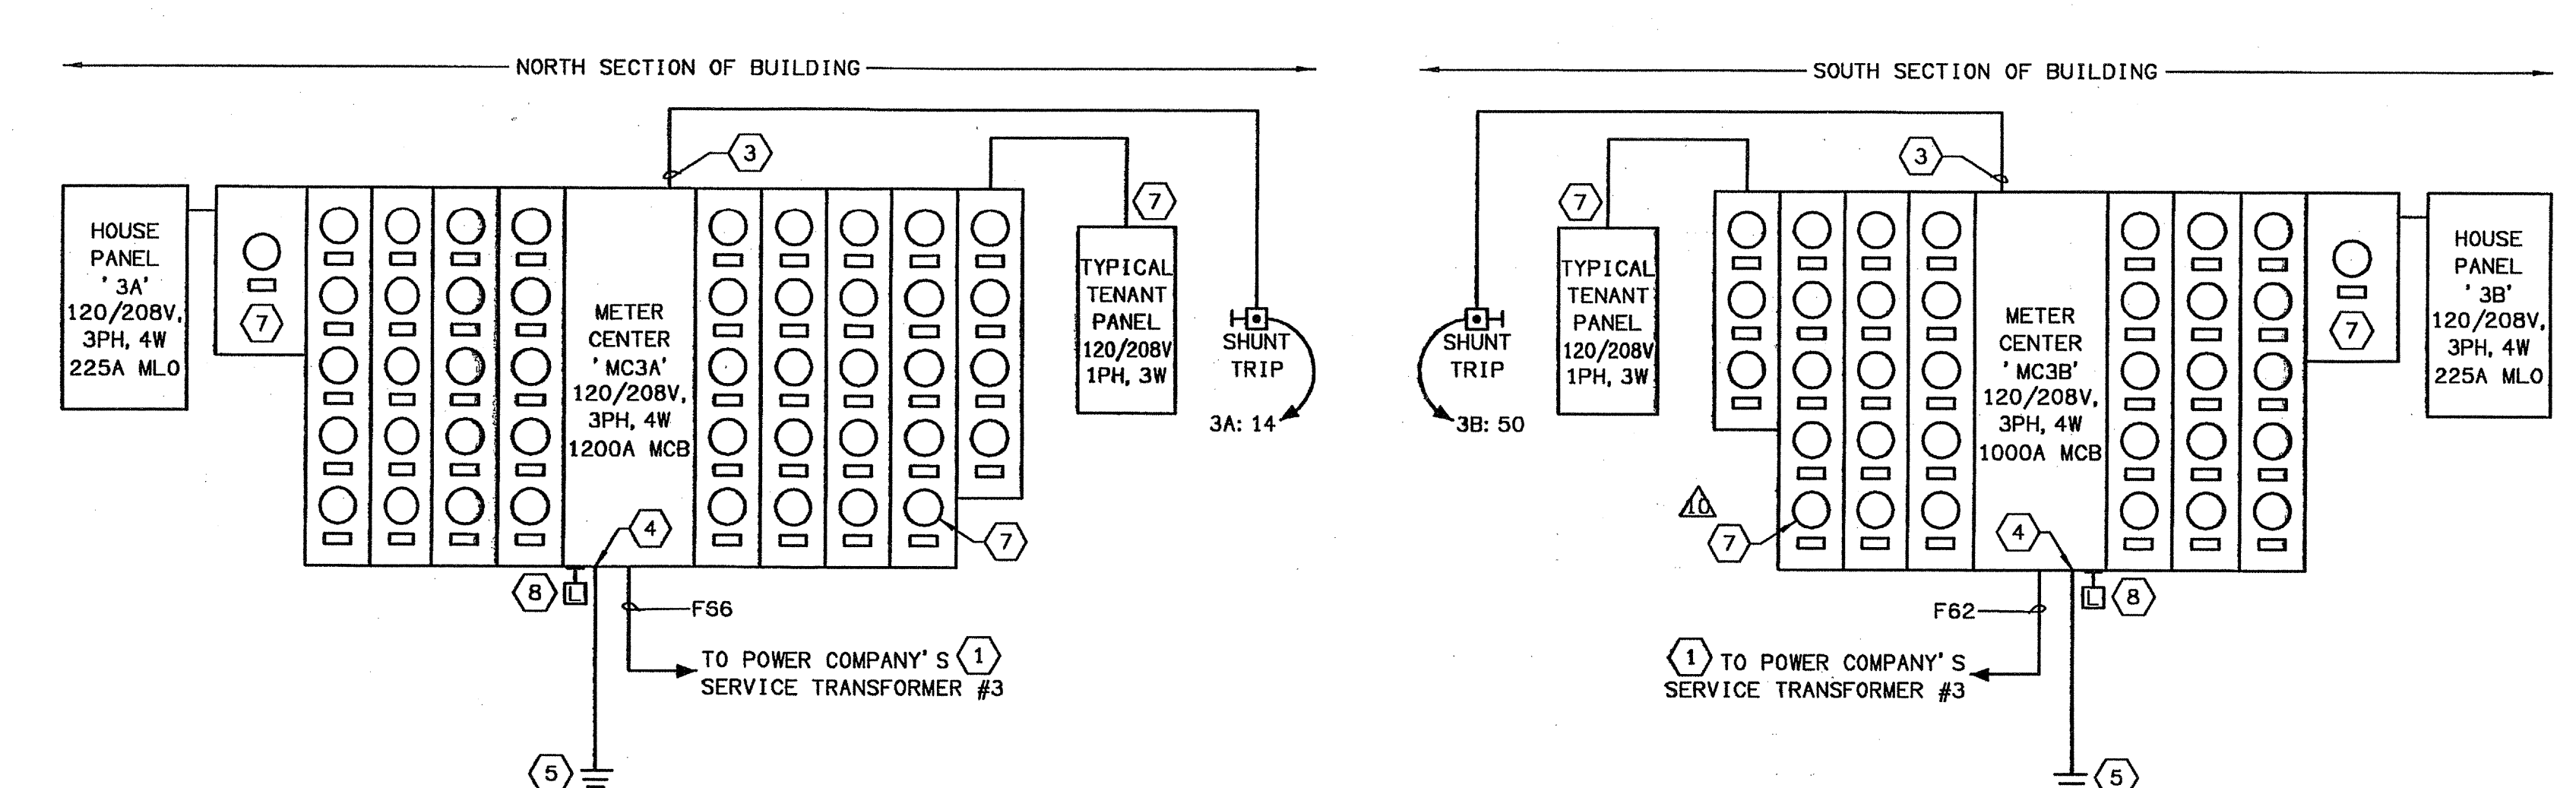 NORTH SECTION OF BUILDING
3
7
HOUSE
PANEL
'3A'
120/208V,
3PH, 4W
225A MLO
7
METER
CENTER
'MC3A'
120/208V,
3PH, 4W
1200A MCB
TYPICAL
TENANT
PANEL
120/208V
1PH, 3W
SHUNT
TRIP
3A: 14
4
7
8
L
FS6
TO POWER COMPANY'S 1
SERVICE TRANSFORMER #3
5
SOUTH SECTION OF BUILDING
3
7
TYPICAL
TENANT
PANEL
120/208V
1PH, 3W
SHUNT
TRIP
3B: 50
METER
CENTER
'MC3B'
120/208V,
3PH, 4W
1000A MCB
HOUSE
PANEL
'3B'
120/208V,
3PH, 4W
225A MLO
7
10
7
4
L
8
F62
1 TO POWER COMPANY'S
SERVICE TRANSFORMER #3
5